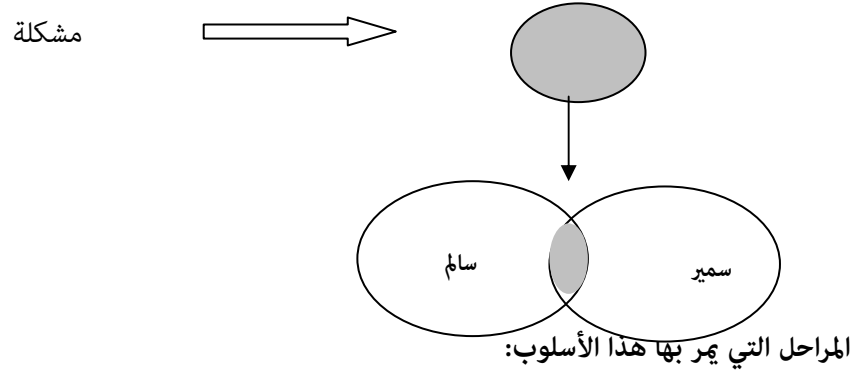 مشكلة
سالم
سمير
المراحل التي يمر بها هذا الأسلوب: